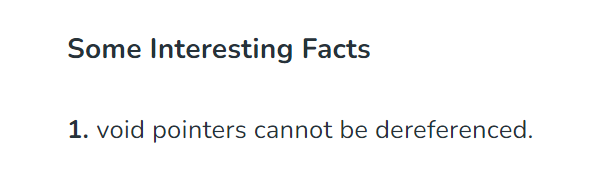 Some Interesting Facts
1. void pointers cannot be dereferenced.